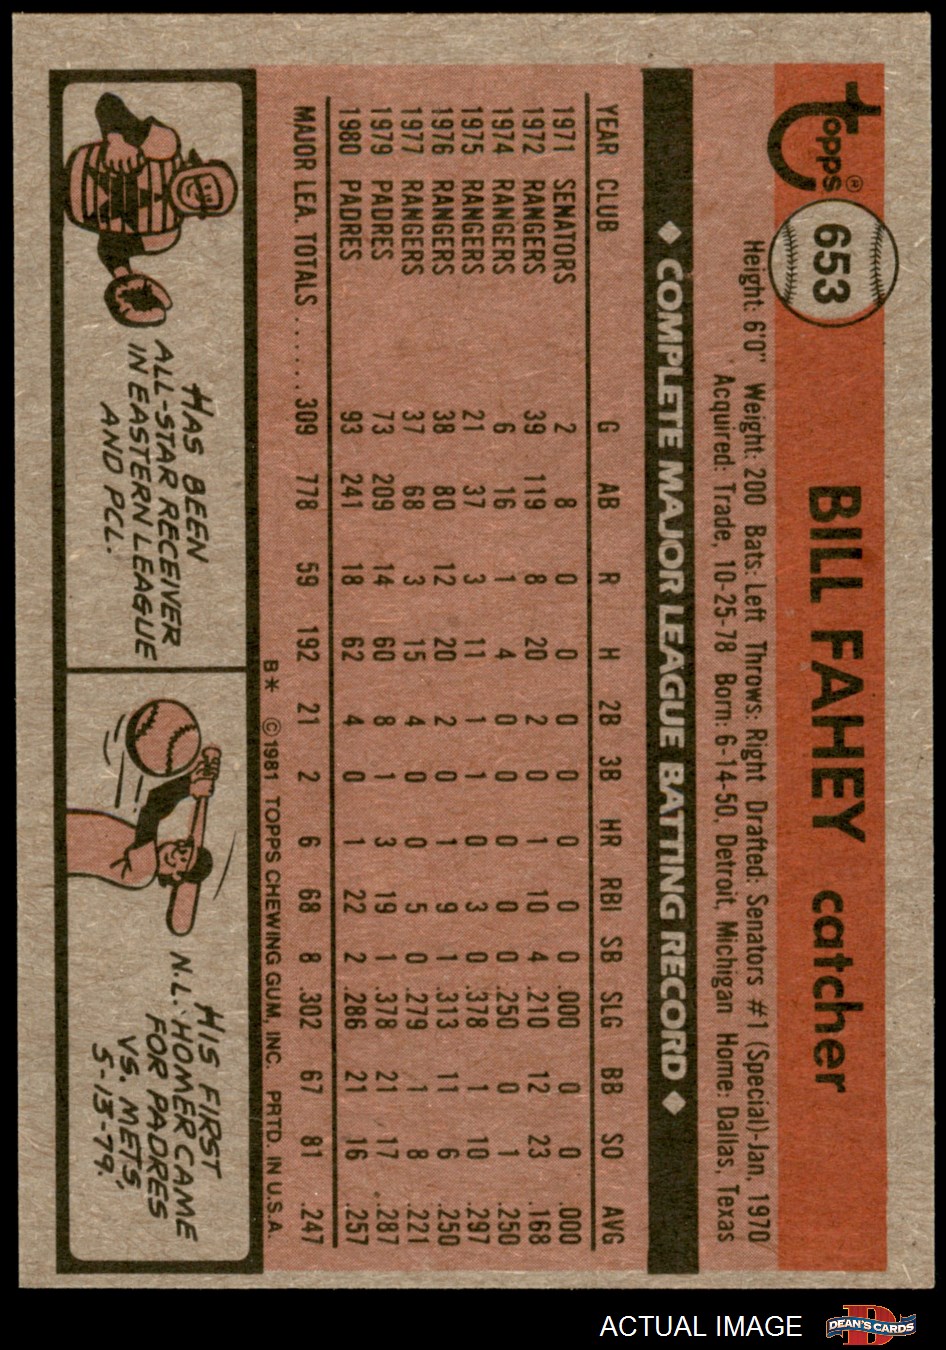 Topps®
653
BILL FAHEY catcher
Height: 6'0" Weight: 200 Bats: Left Throws: Right Drafted: Senators #1 (Special)-Jan, 1970
Acquired: Trade, 10-25-78 Born: 6-14-50, Detroit, Michigan Home: Dallas, Texas
◆ COMPLETE MAJOR LEAGUE BATTING RECORD ◆
YEAR CLUB G AB R H 2B 3B HR RBI SB SLG BB SO AVG
1971 SENATORS 2 8 0 0 0 0 0 0 0 .000 0 0 .000
1972 RANGERS 39 119 8 20 2 0 1 10 4 .210 12 23 .168
1974 RANGERS 6 16 1 4 0 0 0 0 0 .250 0 1 .250
1975 RANGERS 21 37 3 11 1 1 0 3 0 .378 1 10 .297
1976 RANGERS 38 80 12 20 2 0 1 9 1 .313 11 6 .250
1977 RANGERS 37 68 3 15 4 0 0 5 0 .279 1 8 .221
1979 PADRES 73 209 14 60 8 1 3 19 1 .378 21 17 .287
1980 PADRES 93 241 18 62 4 0 1 22 2 .286 21 16 .257
MAJOR LEA. TOTALS ...... 309 778 59 192 21 2 6 68 8 .302 67 81 .247
B* ©1981 TOPPS CHEWING GUM, INC. PRTD. IN U.S.A.
HAS BEEN
ALL-STAR RECEIVER
IN EASTERN LEAGUE
AND PCL.
HIS FIRST
N.L. HOMER CAME
FOR PADRES
VS. METS,
5-13-79.
ACTUAL IMAGE
D
DEAN'S CARDS